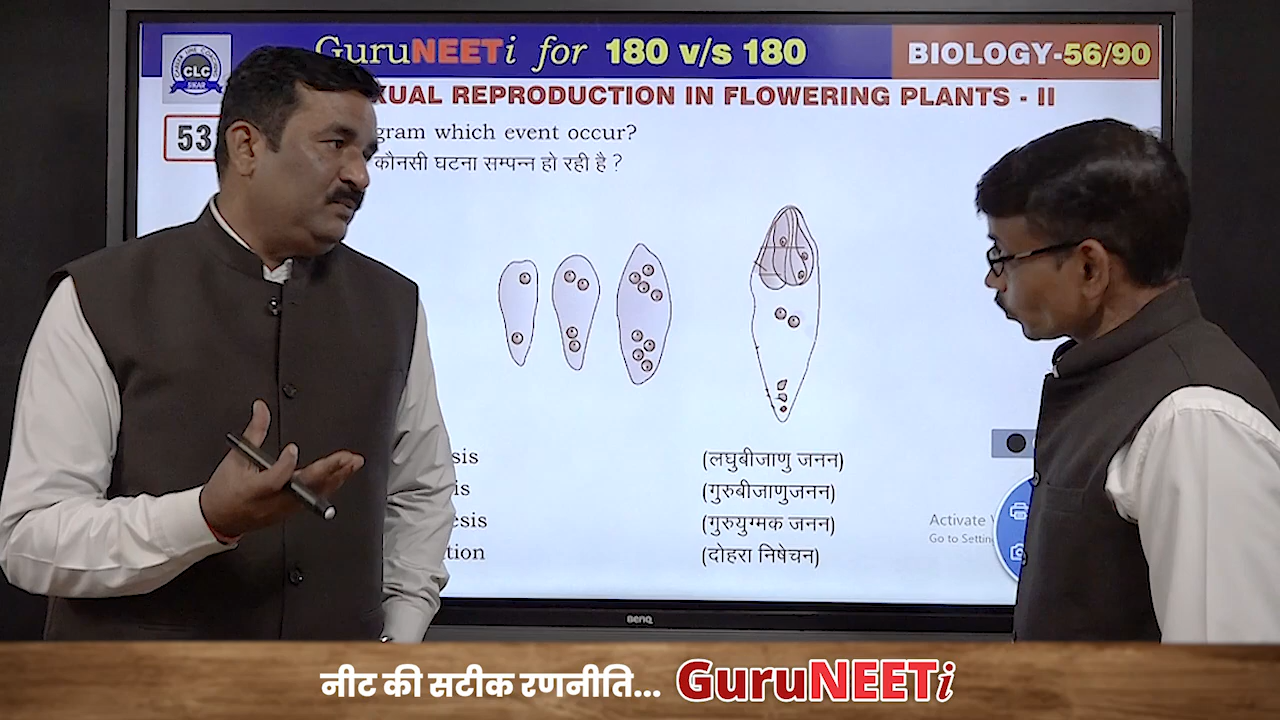 GuruNEETi for 180 v/s 180
BIOLOGY-56/90
CLC
SIKAR
XUAL REPRODUCTION IN FLOWERING PLANTS - II
53
gram which event occur?
कौनसी घटना सम्पन्न हो रही है ?
sis (लघुबीजाणु जनन)
is (गुरुबीजाणुजनन)
esis (गुरुयुग्मक जनन)
tion (दोहरा निषेचन)
Activate
Go to Settin
BenQ
नीट की सटीक रणनीति... GuruNEETi